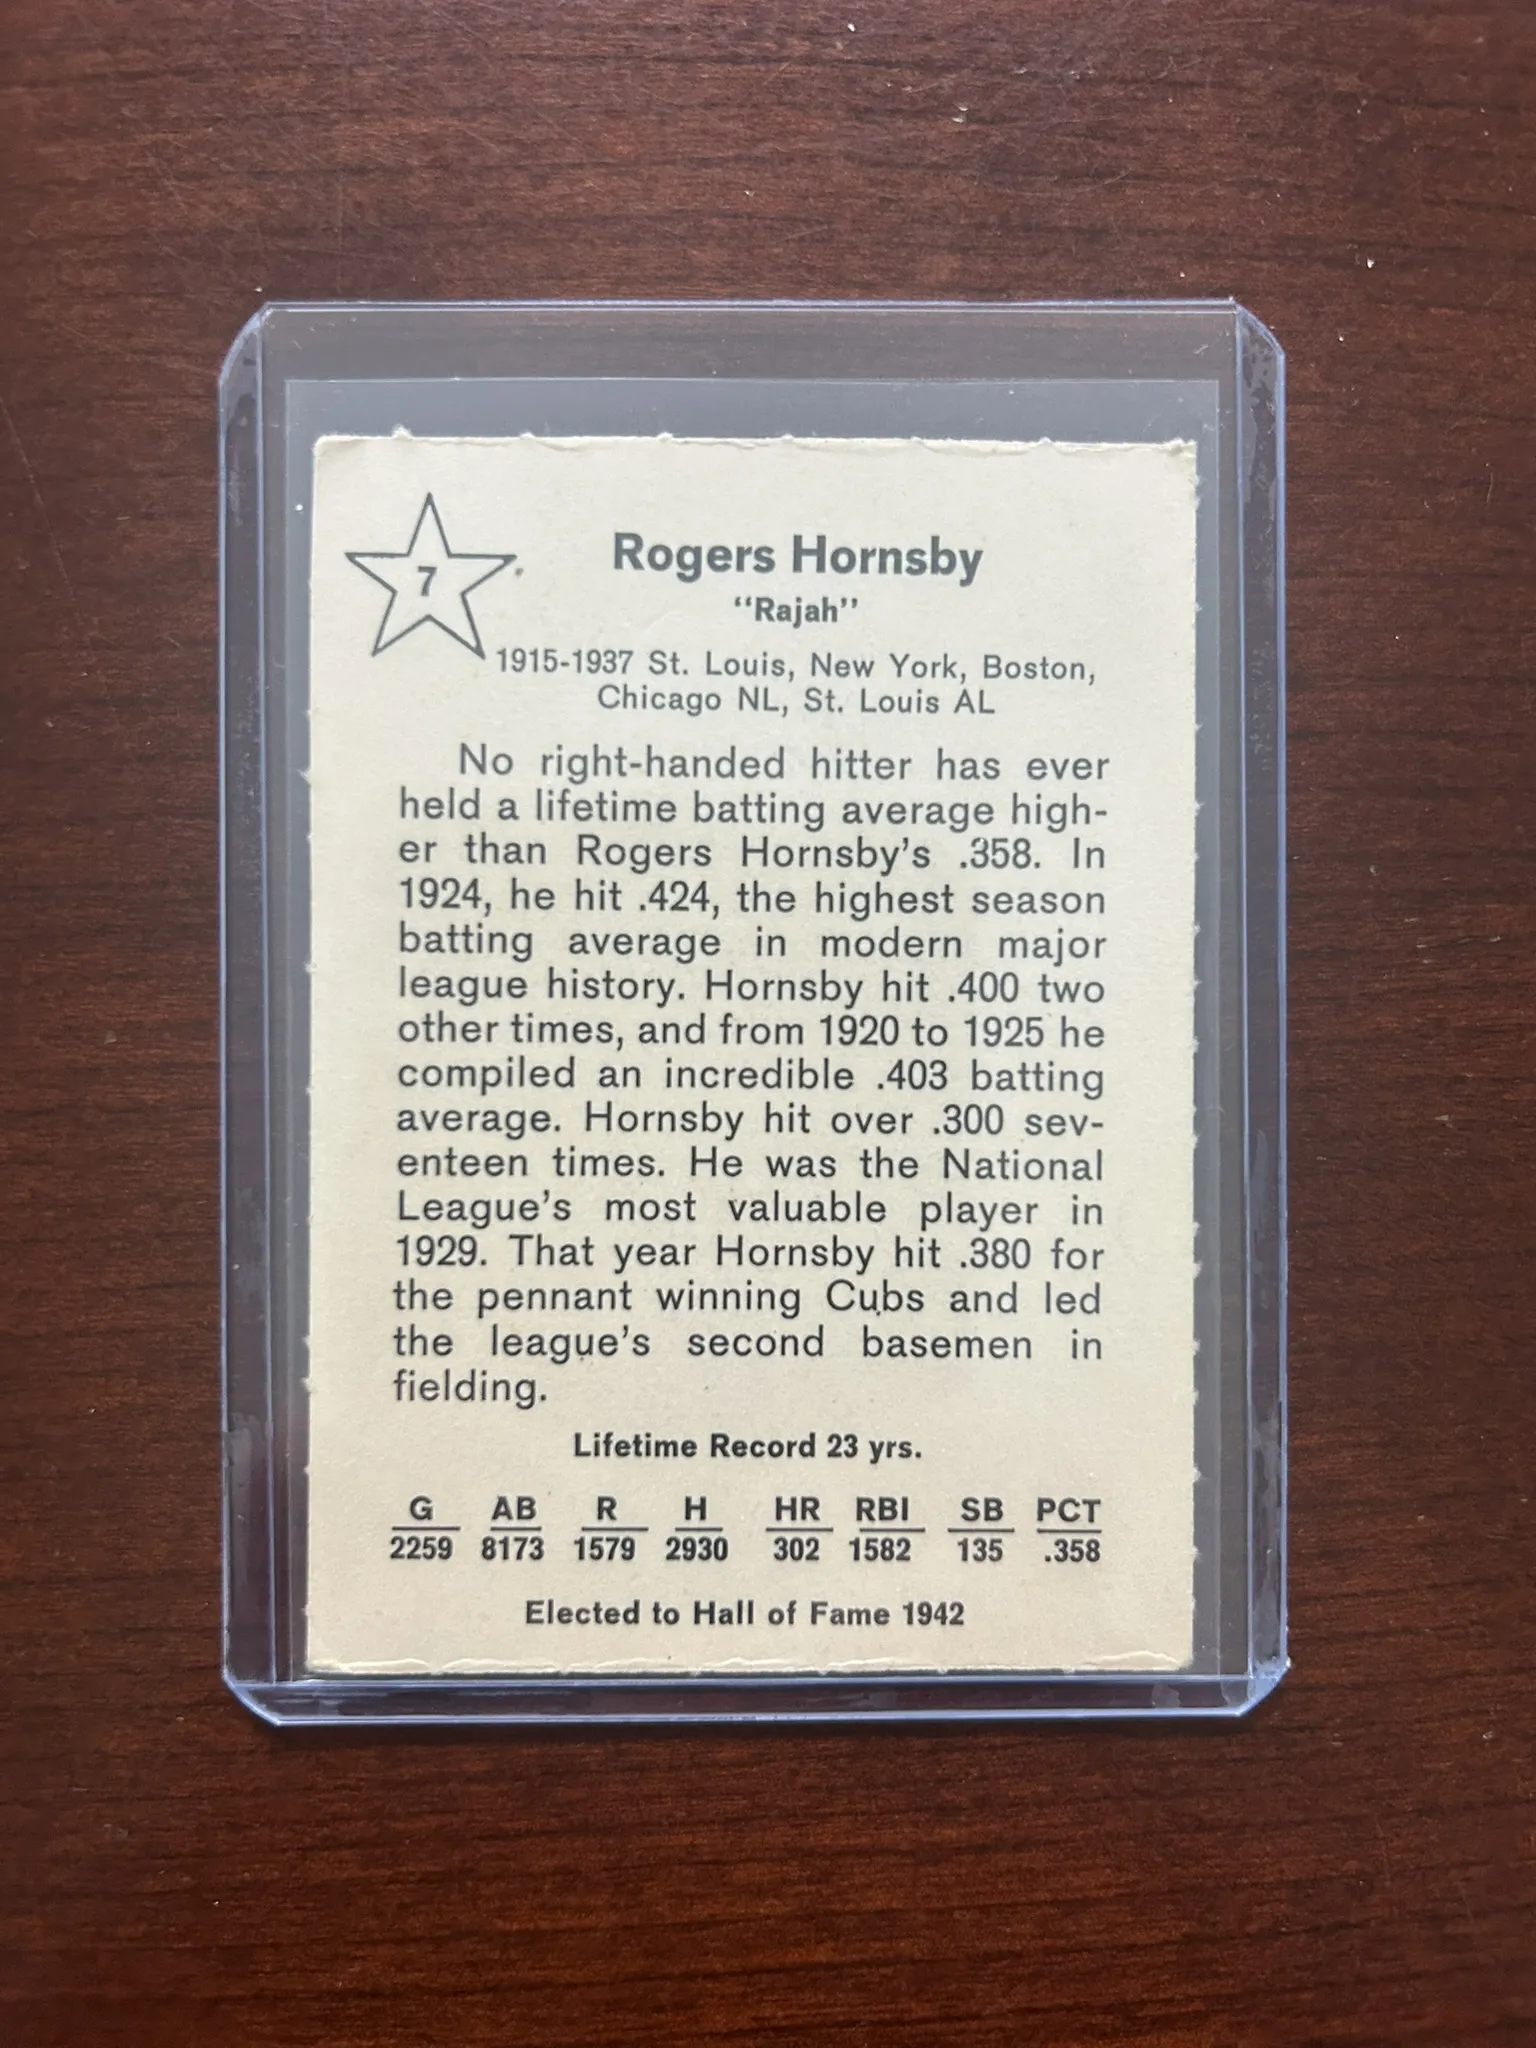 7
Rogers Hornsby
“Rajah”
1915-1937 St. Louis, New York, Boston,
Chicago NL, St. Louis AL
No right-handed hitter has ever
held a lifetime batting average high-
er than Rogers Hornsby’s .358. In
1924, he hit .424, the highest season
batting average in modern major
league history. Hornsby hit .400 two
other times, and from 1920 to 1925 he
compiled an incredible .403 batting
average. Hornsby hit over .300 sev-
enteen times. He was the National
League’s most valuable player in
1929. That year Hornsby hit .380 for
the pennant winning Cubs and led
the league’s second basemen in
fielding.
Lifetime Record 23 yrs.
G AB R H HR RBI SB PCT
2259 8173 1579 2930 302 1582 135 .358
Elected to Hall of Fame 1942